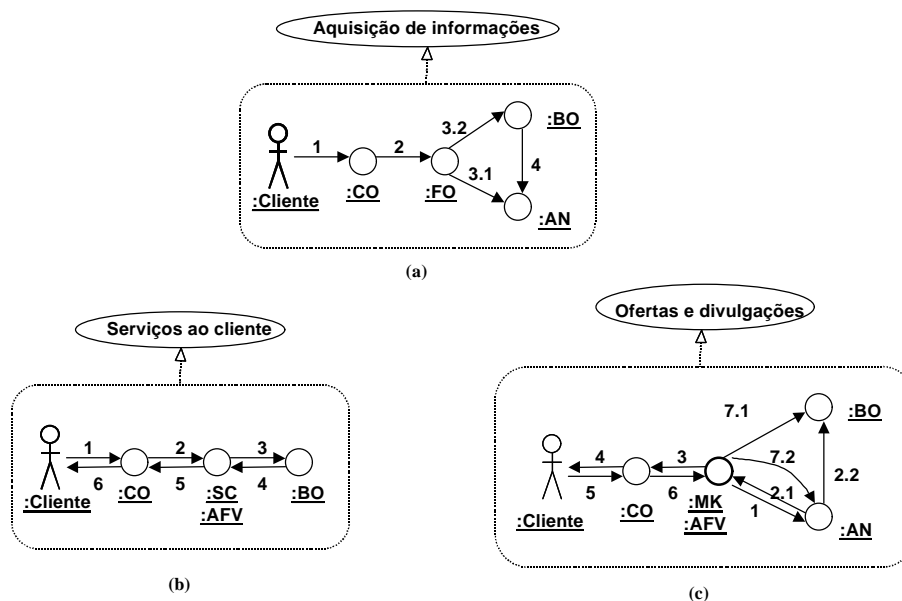 Aquisição de informações
3.2
:BO
1
2
4
3.1
:Cliente
:CO
:FO
:AN
(a)
Serviços ao cliente
1
2
3
6
5
4
:Cliente
:CO
:SC
:BO
:AFV
(b)
Ofertas e divulgações
7.1
:BO
4
3
7.2
2.2
5
6
2.1
1
:Cliente
:CO
:MK
:AFV
:AN
(c)